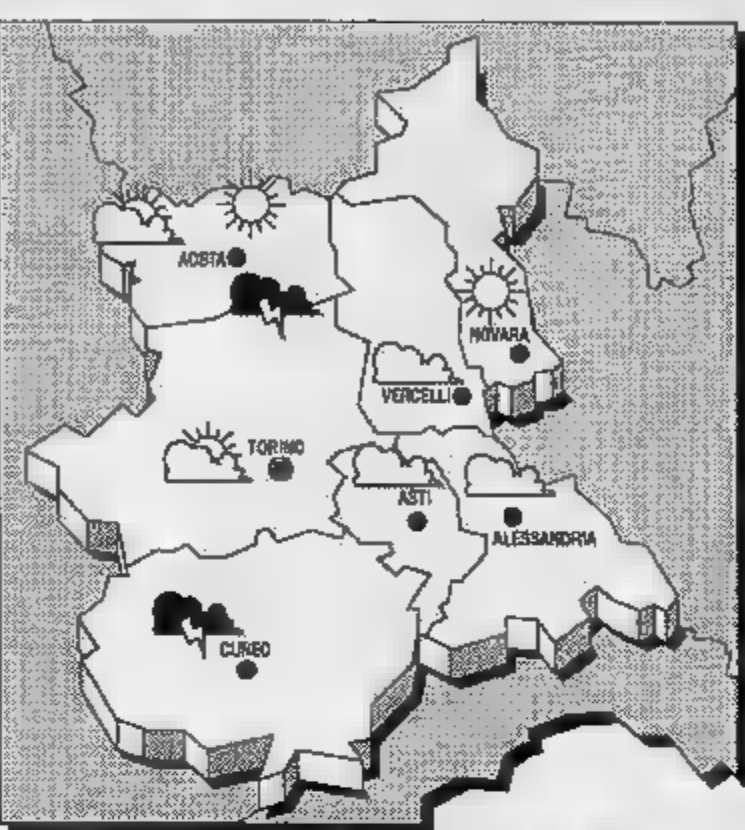 AOSTA
NOVARA
VERCELLI
TORINO
ASTI
ALESSANDRIA
CUNEO